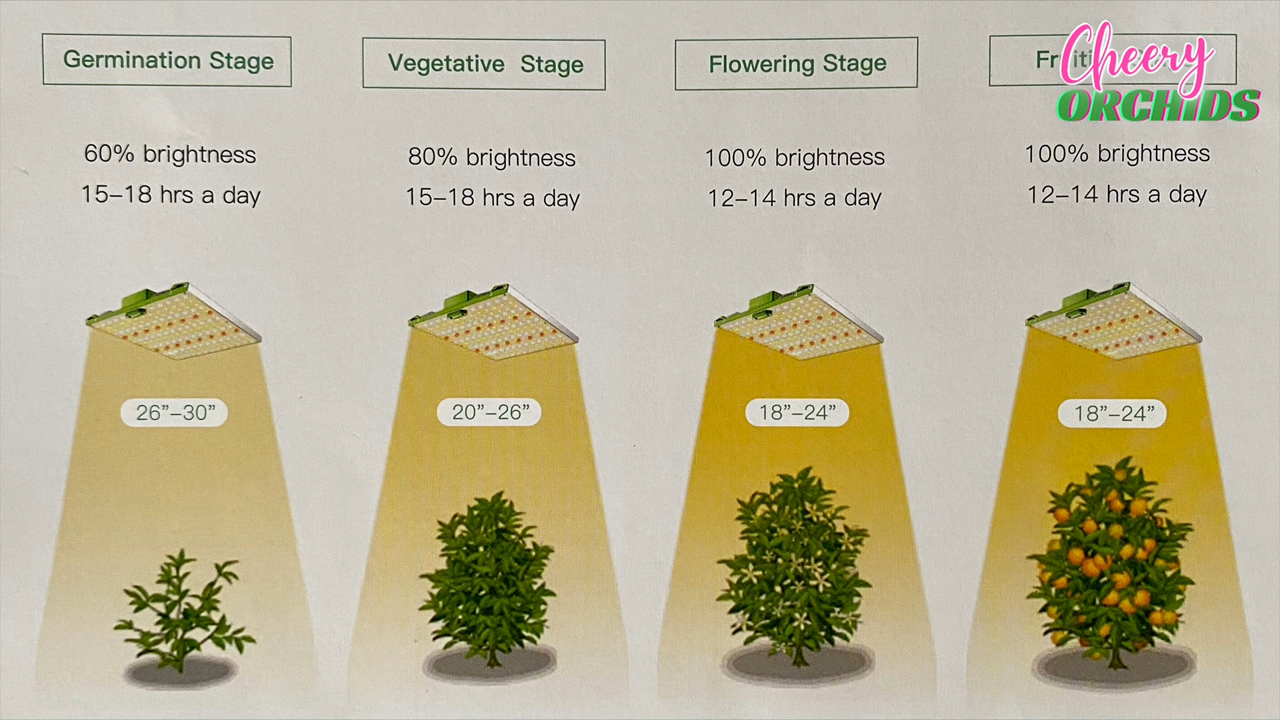 Germination Stage
60% brightness
15–18 hrs a day
26”–30”
Vegetative Stage
80% brightness
15–18 hrs a day
20”–26”
Flowering Stage
100% brightness
12–14 hrs a day
18”–24”
100% brightness
12–14 hrs a day
18”–24”
Cheery
ORCHiDS